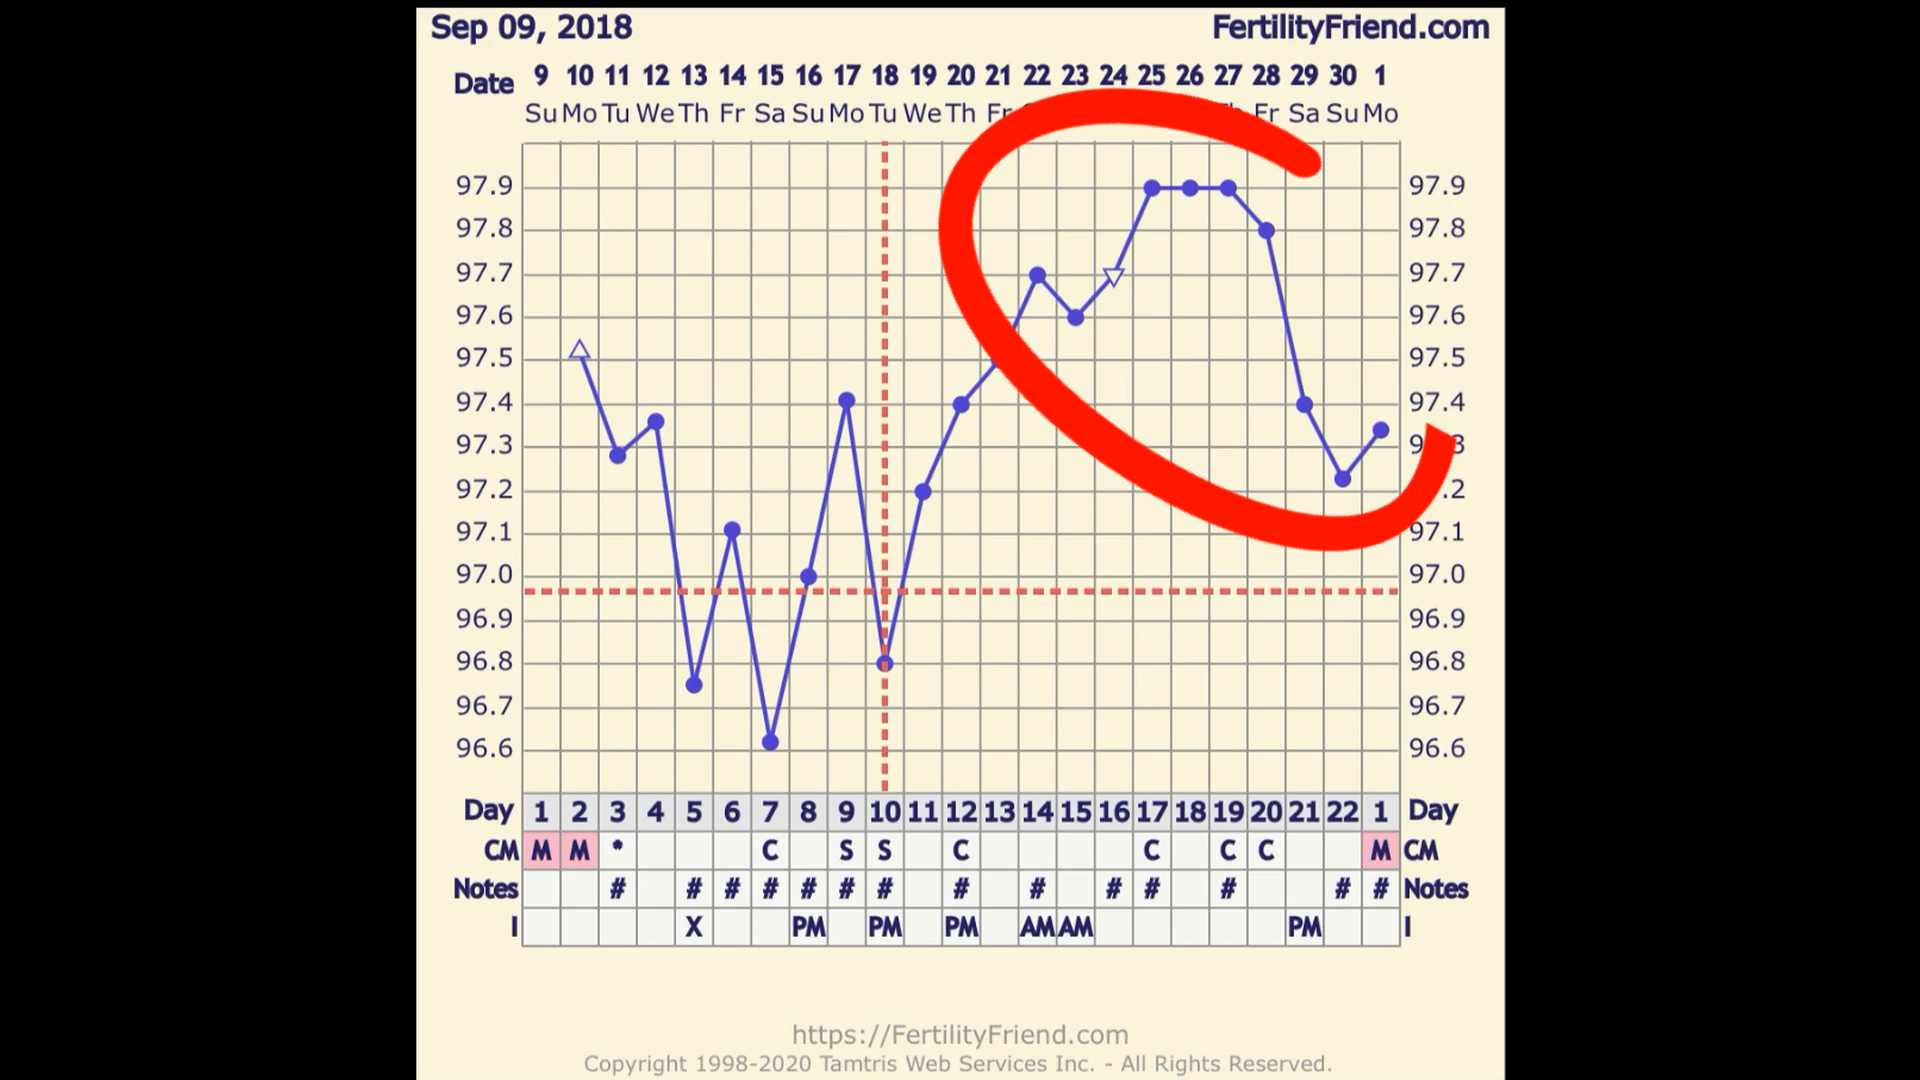 Sep 09, 2018 FertilityFriend.com
Date 9 10 11 12 13 14 15 16 17 18 19 20 21 22 23 24 25 26 27 28 29 30 1
Su Mo Tu We Th Fr Sa Su Mo Tu We Th Fr Fr Sa Su Mo
97.9 97.9
97.8 97.8
97.7 97.7
97.6 97.6
97.5 97.5
97.4 97.4
97.3
97.2 .2
97.1 97.1
97.0 97.0
96.9 96.9
96.8 96.8
96.7 96.7
96.6 96.6
Day 1 2 3 4 5 6 7 8 9 10 11 12 13 14 15 16 17 18 19 20 21 22 1 Day
CM M M * C S S C C C C M CM
Notes # # # # # # # # # # # # # # Notes
I X PM PM PM AM AM PM I
https://FertilityFriend.com
Copyright 1998-2020 Tamtris Web Services Inc. - All Rights Reserved.